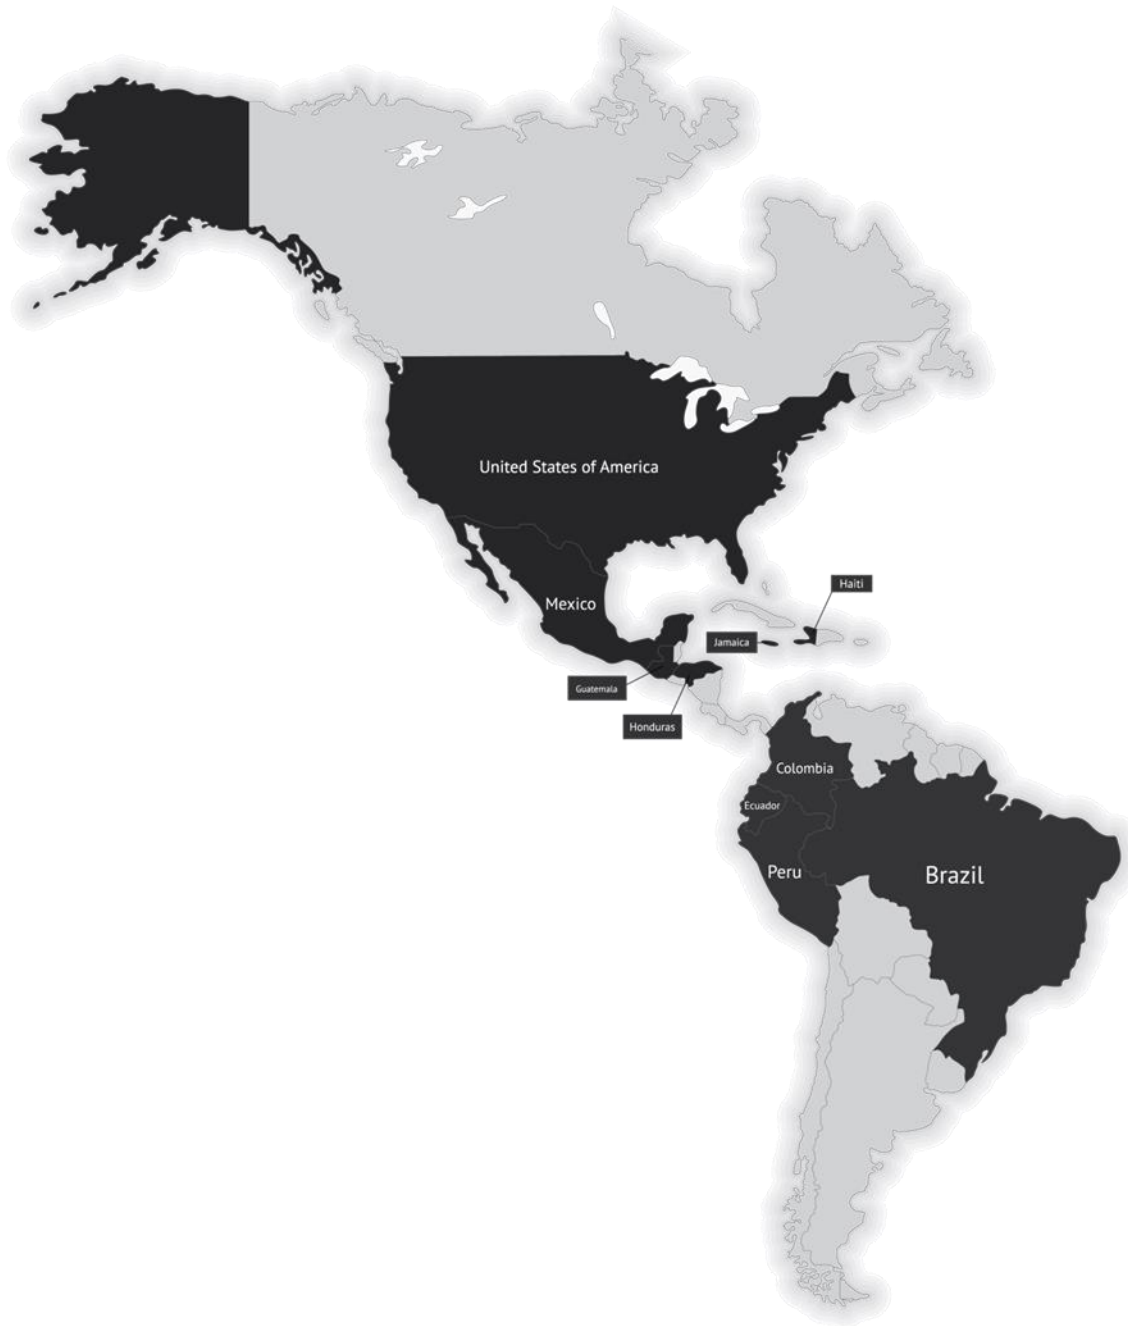 United States of America
Haiti
Mexico
Jamaica
Guatemala
Honduras
Colombia
Ecuador
Peru
Brazil